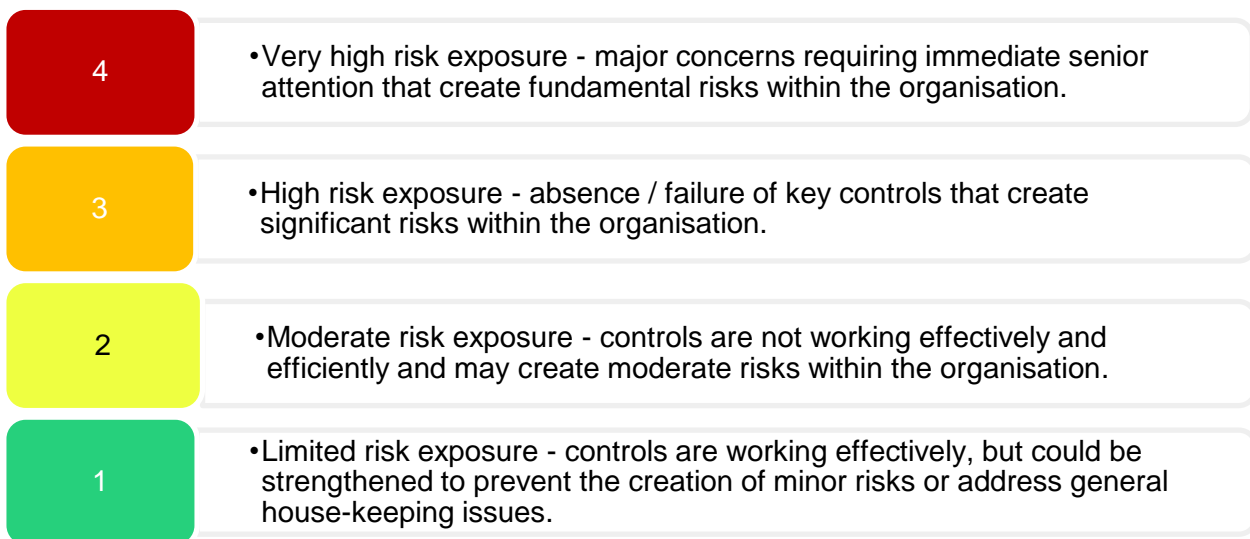 4
•Very high risk exposure - major concerns requiring immediate senior
attention that create fundamental risks within the organisation.
3
•High risk exposure - absence / failure of key controls that create
significant risks within the organisation.
2
•Moderate risk exposure - controls are not working effectively and
efficiently and may create moderate risks within the organisation.
1
•Limited risk exposure - controls are working effectively, but could be
strengthened to prevent the creation of minor risks or address general
house-keeping issues.